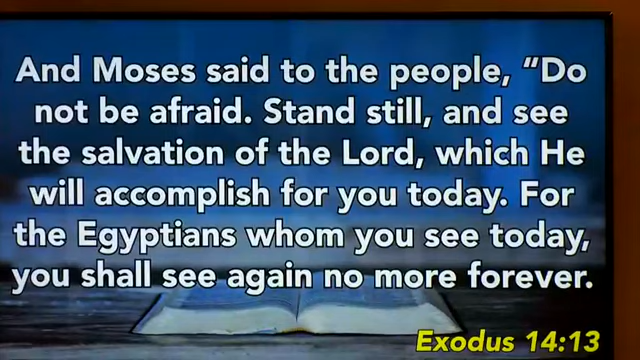 And Moses said to the people, “Do
not be afraid. Stand still, and see
the salvation of the Lord, which He
will accomplish for you today. For
the Egyptians whom you see today,
you shall see again no more forever.
Exodus 14:13